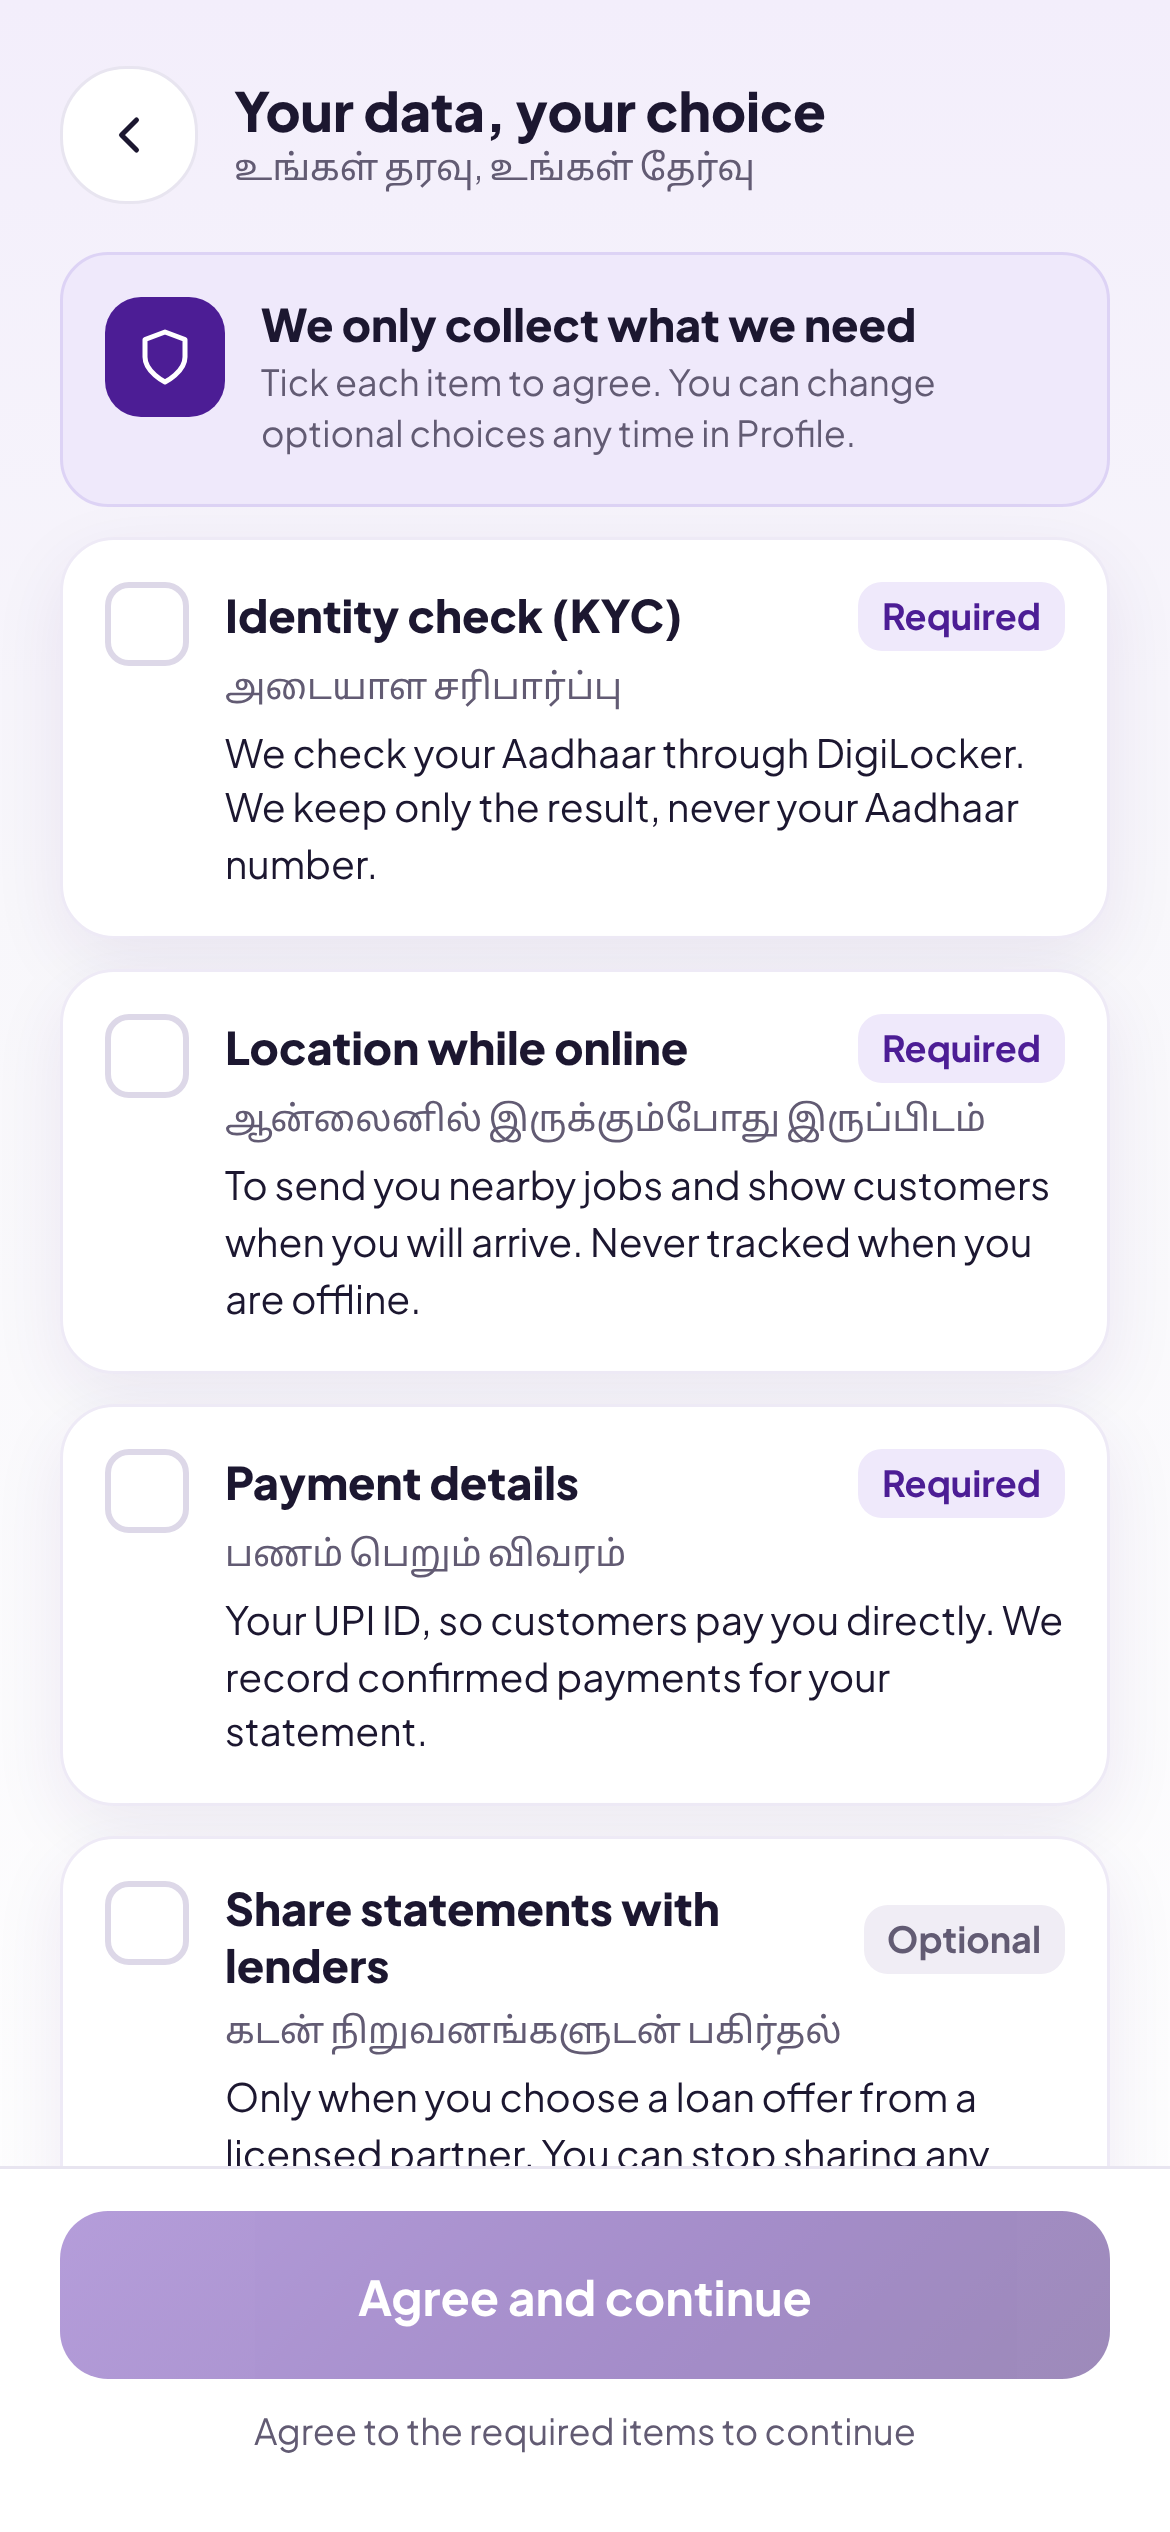 Your data, your choice
உங்கள் தரவு, உங்கள் தேர்வு
We only collect what we need
Tick each item to agree. You can change
optional choices any time in Profile.
Identity check (KYC)
Required
அடையாள சரிபார்ப்பு
We check your Aadhaar through DigiLocker.
We keep only the result, never your Aadhaar
number.
Location while online
Required
ஆன்லைனில் இருக்கும்போது இருப்பிடம்
To send you nearby jobs and show customers
when you will arrive. Never tracked when you
are offline.
Payment details
Required
பணம் பெறும் விவரம்
Your UPI ID, so customers pay you directly. We
record confirmed payments for your
statement.
Share statements with
lenders
Optional
கடன் நிறுவனங்களுடன் பகிர்தல்
Only when you choose a loan offer from a
licensed partner. You can stop sharing any
Agree and continue
Agree to the required items to continue